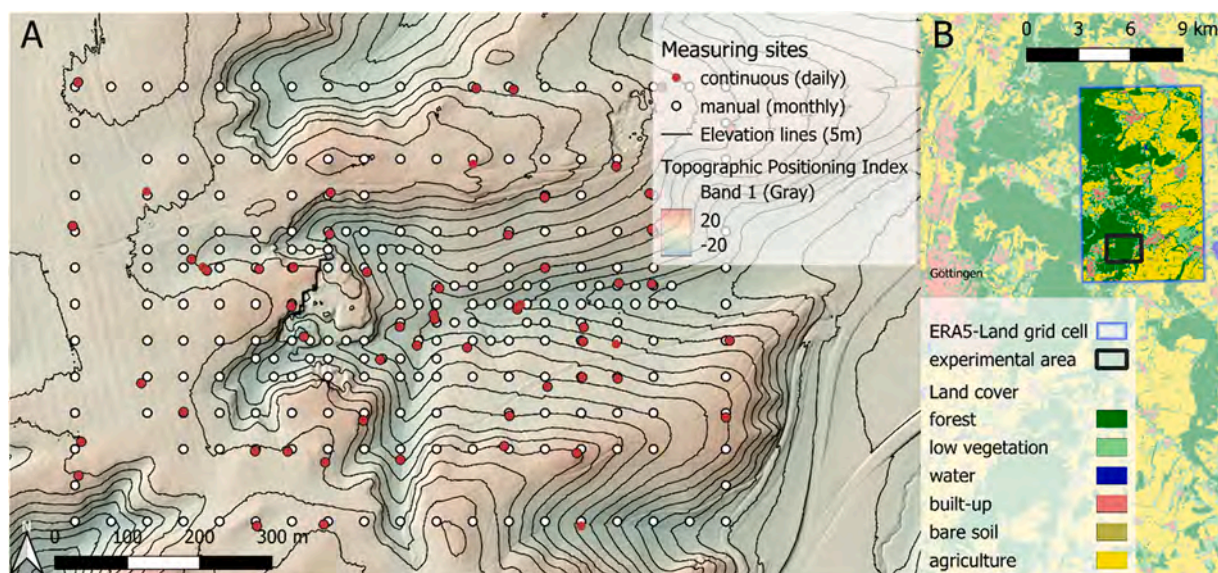 A
Measuring sites
continuous (daily)
manual (monthly)
Elevation lines (5m)
Topographic Positioning Index
Band 1 (Gray)
20
-20
N
0 100 200 300 m
B
0 3 6 9 km
Göttingen
ERA5-Land grid cell
experimental area
Land cover
forest
low vegetation
water
built-up
bare soil
agriculture